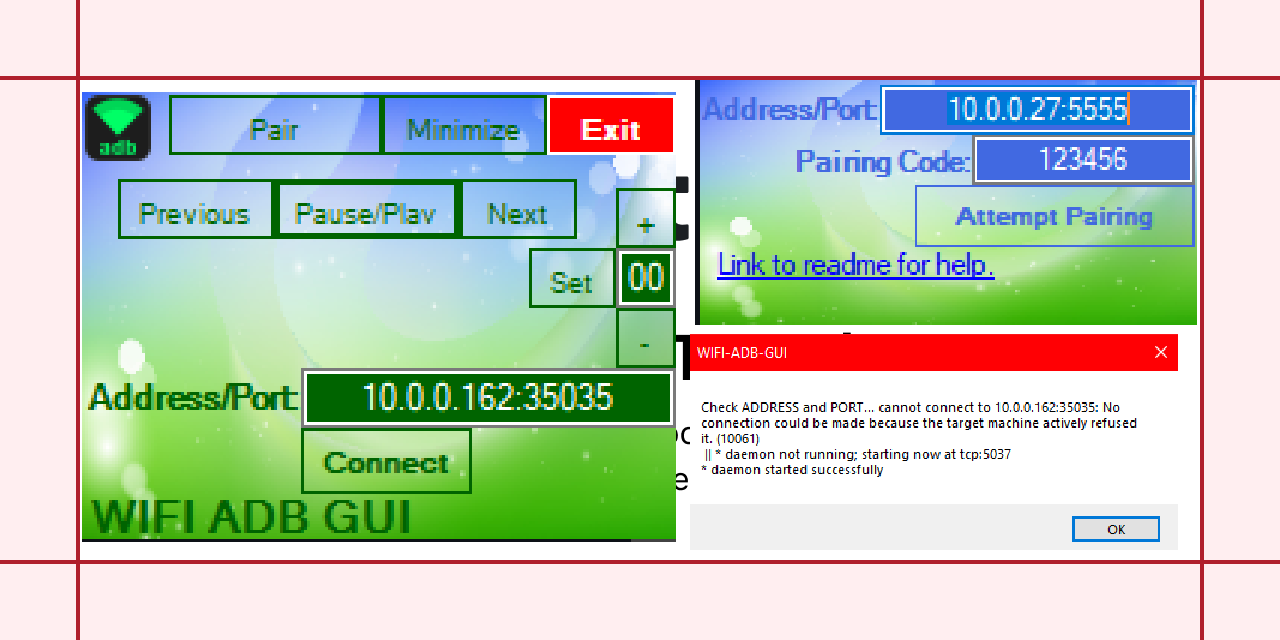 adb
Pair
Minimize
Exit
Previous
Pause/Play
Next
+
Set
00
-
Address/Port:
10.0.0.162:35035
Connect
WIFI ADB GUI
Address/Port:
10.0.0.27:5555
Pairing Code:
123456
Attempt Pairing
Link to readme for help.
WIFI-ADB-GUI
Check ADDRESS and PORT... cannot connect to 10.0.0.162:35035: No
connection could be made because the target machine actively refused
it. (10061)
|| * daemon not running; starting now at tcp:5037
* daemon started successfully
OK